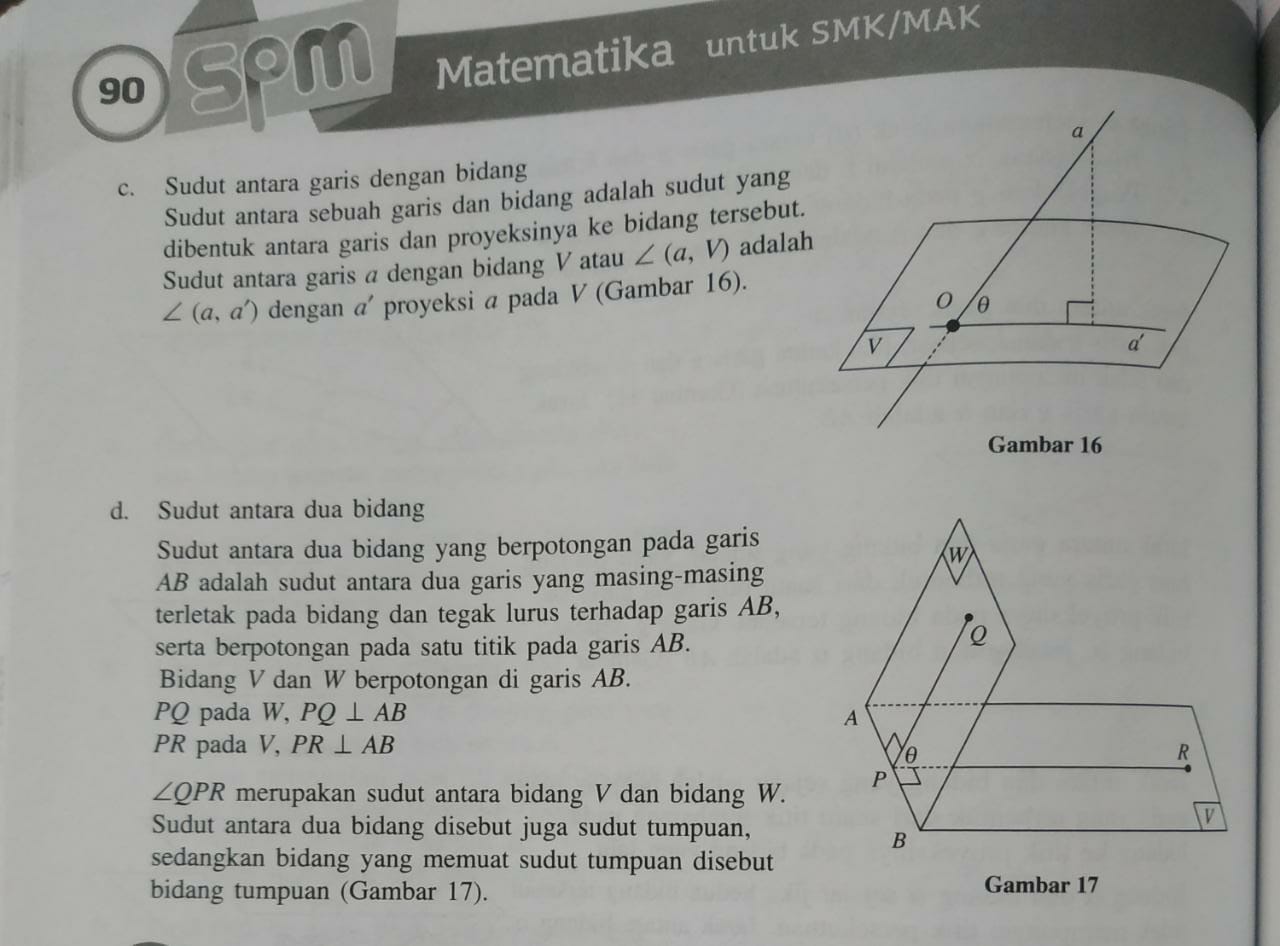 90
spm
Matematika untuk SMK/MAK
c. Sudut antara garis dengan bidang
Sudut antara sebuah garis dan bidang adalah sudut yang
dibentuk antara garis dan proyeksinya ke bidang tersebut.
Sudut antara garis a dengan bidang V atau ∠ (a, V) adalah
∠ (a, a′) dengan a′ proyeksi a pada V (Gambar 16).
a
O
θ
V
a′
Gambar 16
d. Sudut antara dua bidang
Sudut antara dua bidang yang berpotongan pada garis
AB adalah sudut antara dua garis yang masing-masing
terletak pada bidang dan tegak lurus terhadap garis AB,
serta berpotongan pada satu titik pada garis AB.
Bidang V dan W berpotongan di garis AB.
PQ pada W, PQ ⊥ AB
PR pada V, PR ⊥ AB
∠QPR merupakan sudut antara bidang V dan bidang W.
Sudut antara dua bidang disebut juga sudut tumpuan,
sedangkan bidang yang memuat sudut tumpuan disebut
bidang tumpuan (Gambar 17).
W
Q
A
θ
R
P
V
B
Gambar 17